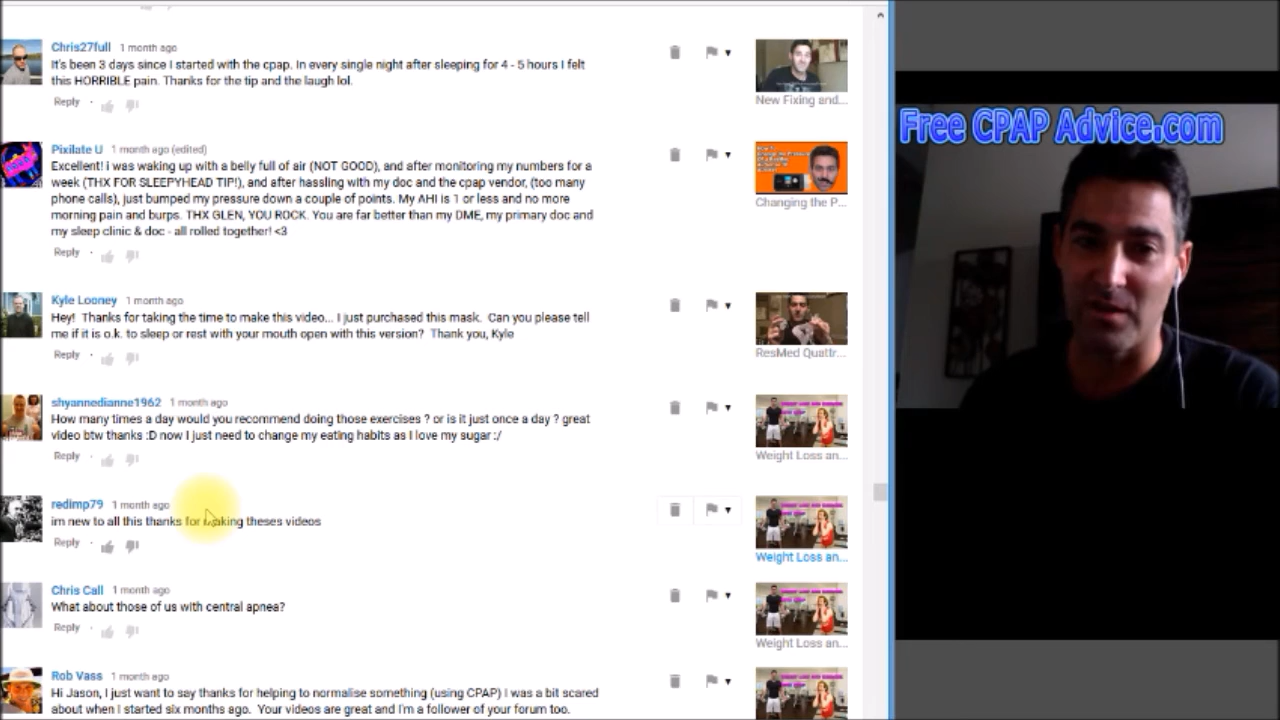 Chris27full 1 month ago
It's been 3 days since I started with the cpap. In every single night after sleeping for 4 - 5 hours I felt
this HORRIBLE pain. Thanks for the tip and the laugh lol.
Reply
New Fixing and...
Pixilate U 1 month ago (edited)
Excellent! i was waking up with a belly full of air (NOT GOOD), and after monitoring my numbers for a
week (THX FOR SLEEPYHEAD TIP!), and after hassling with my doc and the cpap vendor, (too many
phone calls), just bumped my pressure down a couple of points. My AHI is 1 or less and no more
morning pain and burps. THX GLEN, YOU ROCK. You are far better than my DME, my primary doc and
my sleep clinic & doc - all rolled together! <3
Reply
Changing the P...
Kyle Looney 1 month ago
Hey! Thanks for taking the time to make this video... I just purchased this mask. Can you please tell
me if it is o.k. to sleep or rest with your mouth open with this version? Thank you, Kyle
Reply
ResMed Quattr...
shyannedianne1962 1 month ago
How many times a day would you recommend doing those exercises ? or is it just once a day ? great
video btw thanks :D now I just need to change my eating habits as I love my sugar :/
Reply
Weight Loss an...
redimp79 1 month ago
im new to all this thanks for making theses videos
Reply
Weight Loss an...
Chris Call 1 month ago
What about those of us with central apnea?
Reply
Weight Loss an...
Rob Vass 1 month ago
Hi Jason, I just want to say thanks for helping to normalise something (using CPAP) I was a bit scared
about when I started six months ago. Your videos are great and I'm a follower of your forum too.
Free CPAP Advice.com